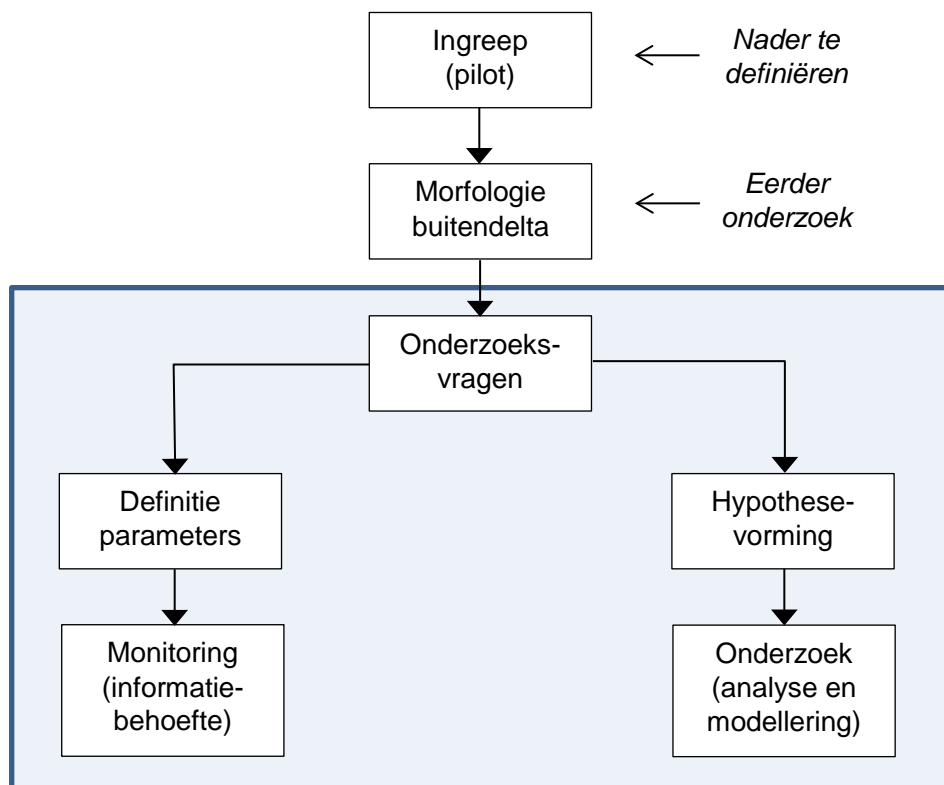 Ingreep
(pilot)
Nader te
definiëren
Morfologie
buitendelta
Eerder
onderzoek
Onderzoeks-
vragen
Definitie
parameters
Hypothese-
vorming
Monitoring
(informatie-
behoefte)
Onderzoek
(analyse en
modellering)